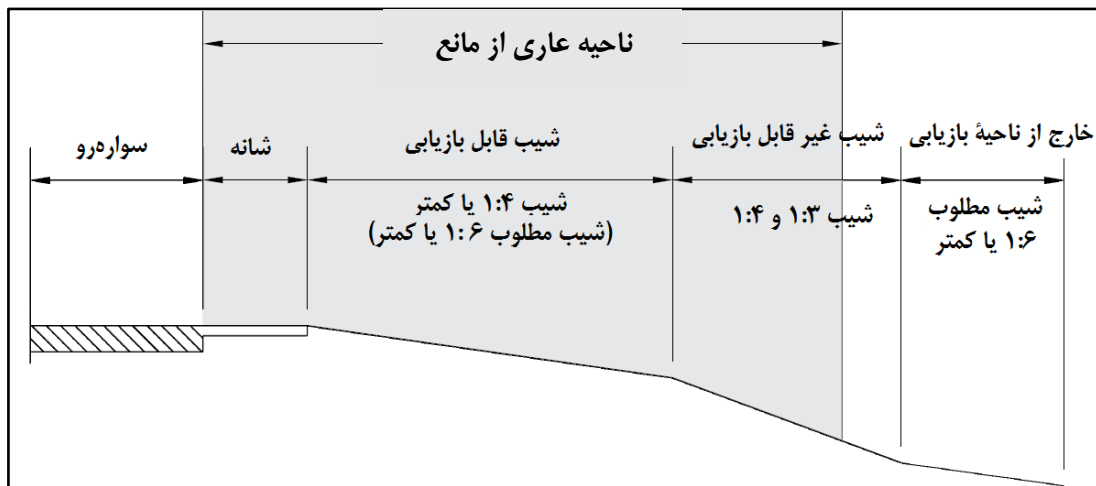 ناحیه عاری از مانع
سواره‌رو
شانه
شیب قابل بازیابی
شیب غیر قابل بازیابی
خارج از ناحیهٔ بازیابی
شیب ۱:۴ یا کمتر
(شیب مطلوب ۱:۶ یا کمتر)
شیب ۱:۳ و ۱:۴
شیب مطلوب
۱:۶ یا کمتر